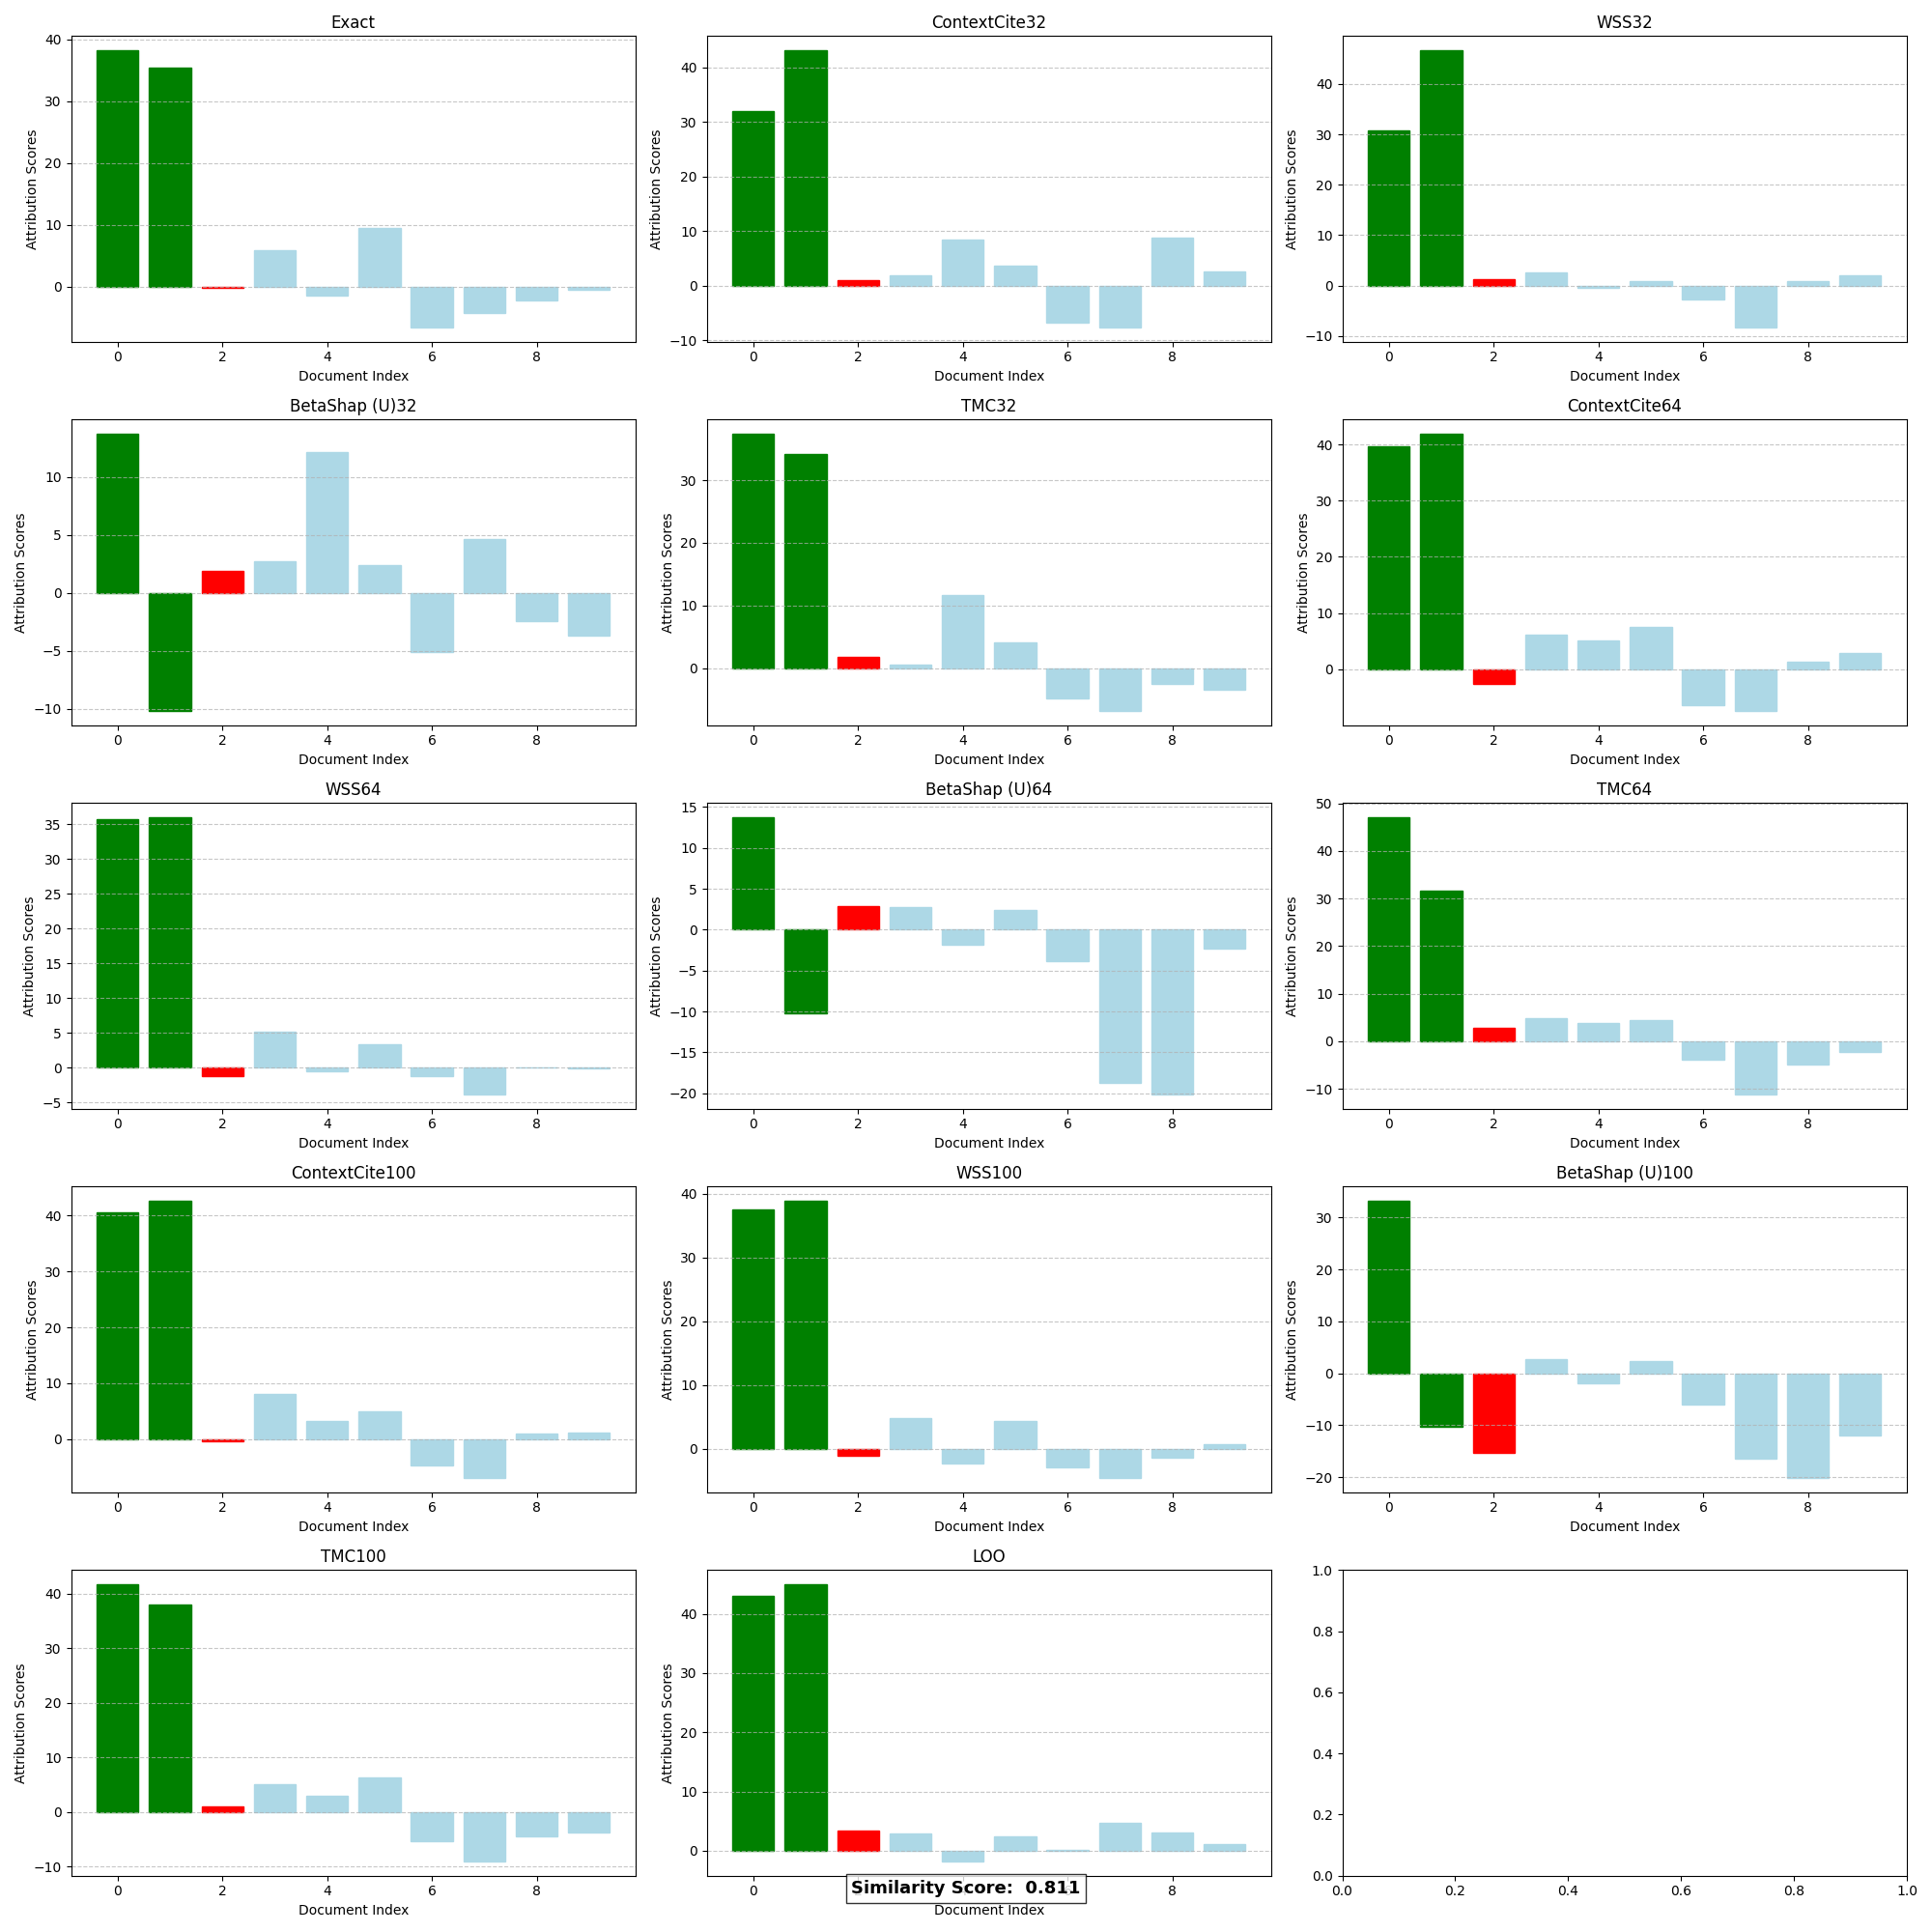 Exact
Attribution Scores
40
30
20
10
0
0 2 4 6 8
Document Index
ContextCite32
Attribution Scores
40
30
20
10
0
−10
0 2 4 6 8
Document Index
WSS32
Attribution Scores
40
30
20
10
0
−10
0 2 4 6 8
Document Index
BetaShap (U)32
Attribution Scores
10
5
0
−5
−10
0 2 4 6 8
Document Index
TMC32
Attribution Scores
30
20
10
0
0 2 4 6 8
Document Index
ContextCite64
Attribution Scores
40
30
20
10
0
0 2 4 6 8
Document Index
WSS64
Attribution Scores
35
30
25
20
15
10
5
0
−5
0 2 4 6 8
Document Index
BetaShap (U)64
Attribution Scores
15
10
5
0
−5
−10
−15
−20
0 2 4 6 8
Document Index
TMC64
Attribution Scores
50
40
30
20
10
0
−10
0 2 4 6 8
Document Index
ContextCite100
Attribution Scores
40
30
20
10
0
0 2 4 6 8
Document Index
WSS100
Attribution Scores
40
30
20
10
0
0 2 4 6 8
Document Index
BetaShap (U)100
Attribution Scores
30
20
10
0
−10
−20
0 2 4 6 8
Document Index
TMC100
Attribution Scores
40
30
20
10
0
−10
0 2 4 6 8
Document Index
LOO
Attribution Scores
40
30
20
10
0
0 8
Similarity Score:  0.811
Document Index
1.0
0.8
0.6
0.4
0.2
0.0
0.0 0.2 0.4 0.6 0.8 1.0